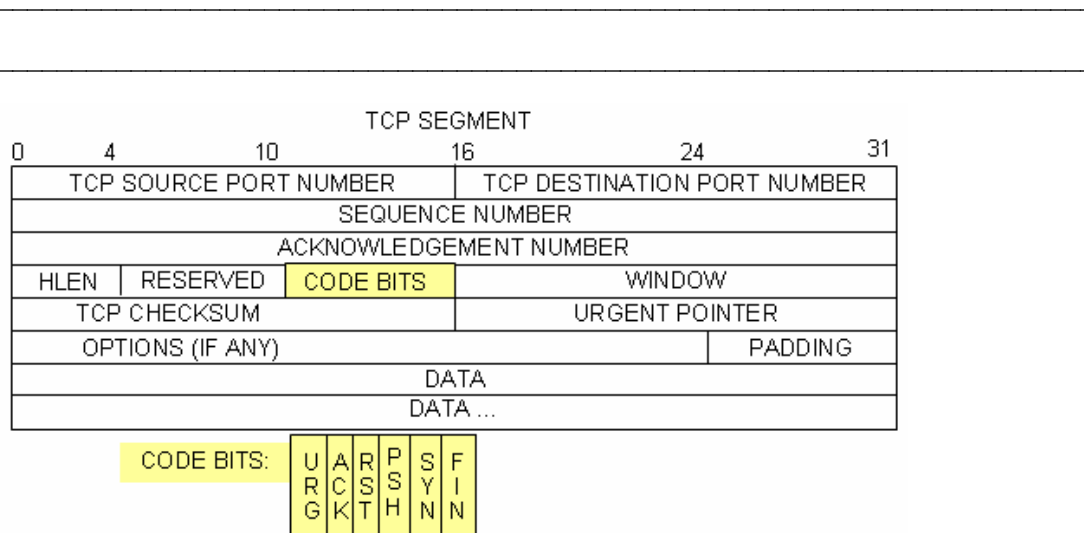 TCP SEGMENT
0 4 10 16 24 31
TCP SOURCE PORT NUMBER TCP DESTINATION PORT NUMBER
SEQUENCE NUMBER
ACKNOWLEDGEMENT NUMBER
HLEN RESERVED CODE BITS WINDOW
TCP CHECKSUM URGENT POINTER
OPTIONS (IF ANY) PADDING
DATA
DATA ...
CODE BITS: URG ACK RST PSH SYN FIN